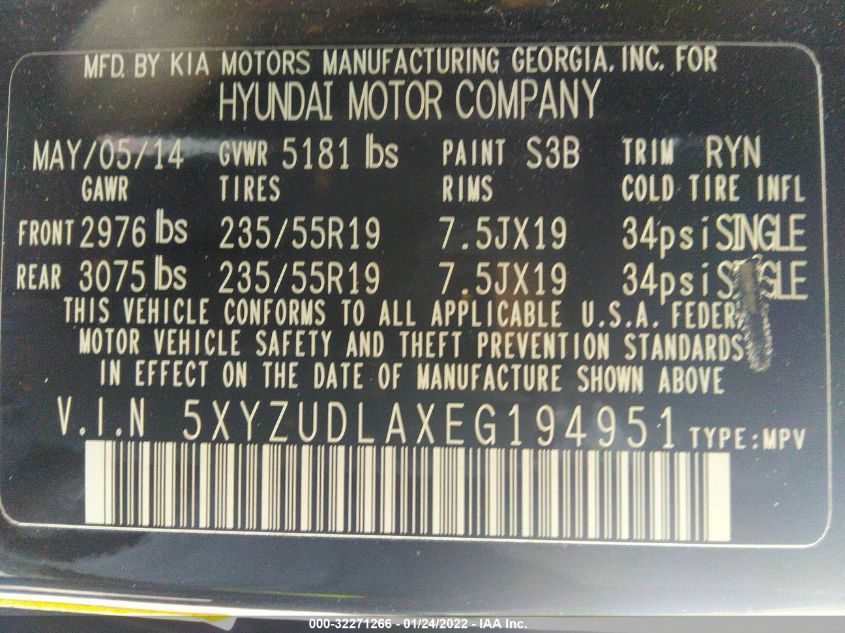 MFD. BY KIA MOTORS MANUFACTURING GEORGIA, INC. FOR
HYUNDAI MOTOR COMPANY
MAY/05/14 GVWR 5181 lbs PAINT S3B TRIM RYN
GAWR TIRES RIMS COLD TIRE INFL
FRONT 2976 lbs 235/55R19 7.5JX19 34psi SINGLE
REAR 3075 lbs 235/55R19 7.5JX19 34psi
THIS VEHICLE CONFORMS TO ALL APPLICABLE U.S.A.
MOTOR VEHICLE SAFETY AND THEFT PREVENTION STANDARDS
IN EFFECT ON THE DATE OF MANUFACTURE SHOWN ABOVE
V.I.N 5XYZUDLAXEG194951 TYPE:MPV
000-32271266 - 01/24/2022 - IAA Inc.